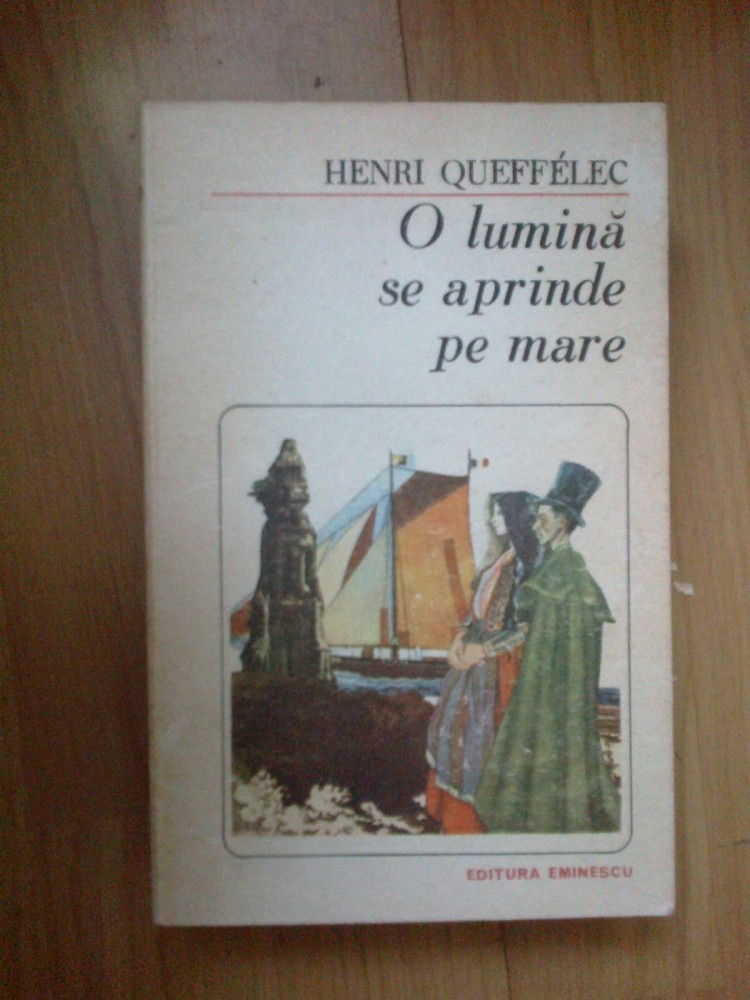 HENRI QUEFFÉLEC
O lumină
se aprinde
pe mare
EDITURA EMINESCU